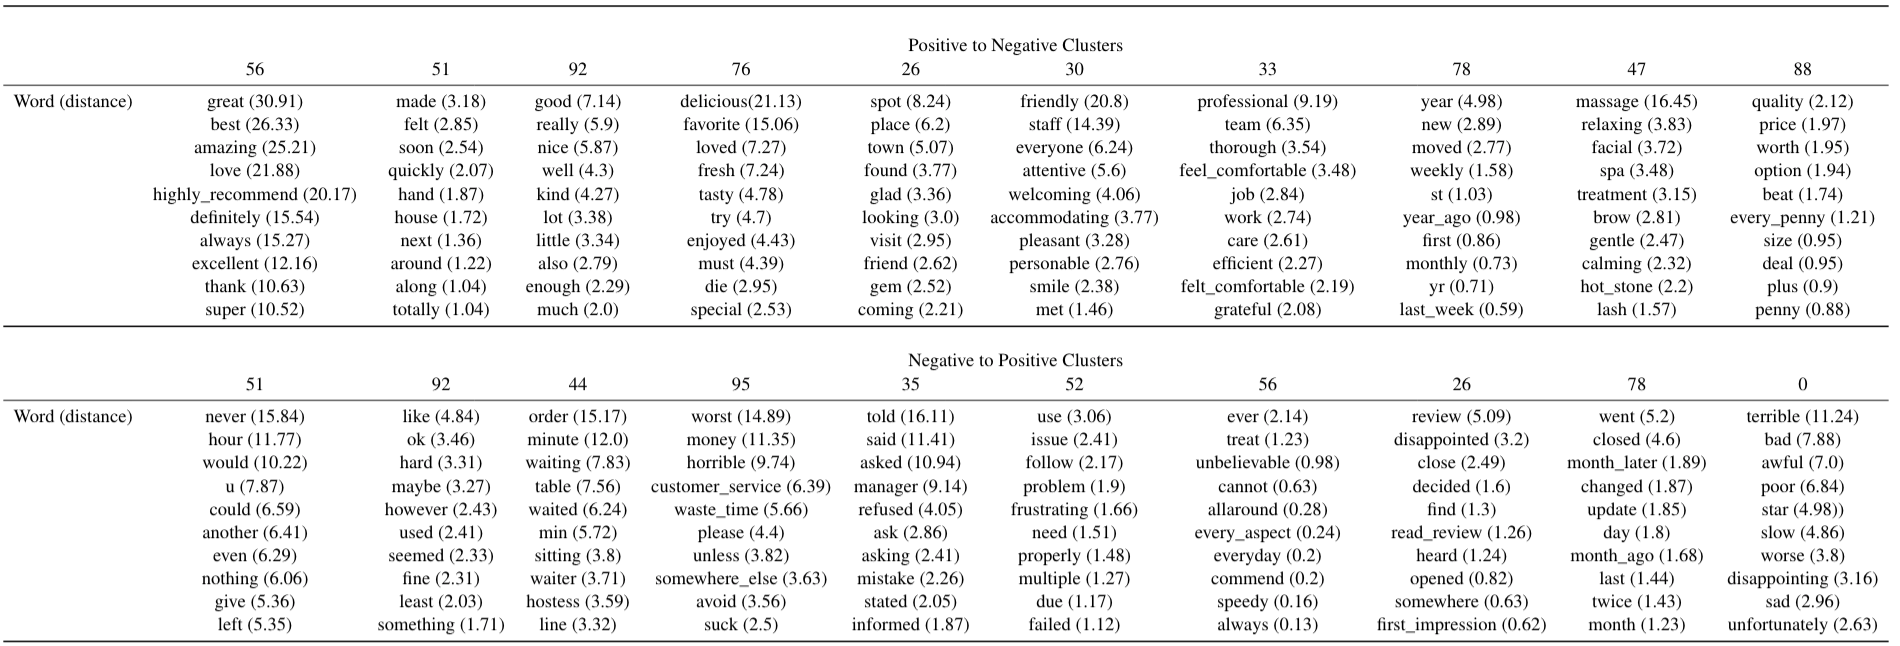 Positive to Negative Clusters
56 51 92 76 26 30 33 78 47 88
Word (distance) great (30.91) made (3.18) good (7.14) delicious(21.13) spot (8.24) friendly (20.8) professional (9.19) year (4.98) massage (16.45) quality (2.12)
best (26.33) felt (2.85) really (5.9) favorite (15.06) place (6.2) staff (14.39) team (6.35) new (2.89) relaxing (3.83) price (1.97)
amazing (25.21) soon (2.54) nice (5.87) loved (7.27) town (5.07) everyone (6.24) thorough (3.54) moved (2.77) facial (3.72) worth (1.95)
love (21.88) quickly (2.07) well (4.3) fresh (7.24) found (3.77) attentive (5.6) feel_comfortable (3.48) weekly (1.58) spa (3.48) option (1.94)
highly_recommend (20.17) hand (1.87) kind (4.27) tasty (4.78) glad (3.36) welcoming (4.06) job (2.84) st (1.03) treatment (3.15) beat (1.74)
definitely (15.54) house (1.72) lot (3.38) try (4.7) looking (3.0) accommodating (3.77) work (2.74) year_ago (0.98) brow (2.81) every_penny (1.21)
always (15.27) next (1.36) little (3.34) enjoyed (4.43) visit (2.95) pleasant (3.28) care (2.61) first (0.86) gentle (2.47) size (0.95)
excellent (12.16) around (1.22) also (2.79) must (4.39) friend (2.62) personable (2.76) efficient (2.27) monthly (0.73) calming (2.32) deal (0.95)
thank (10.63) along (1.04) enough (2.29) die (2.95) gem (2.52) smile (2.38) felt_comfortable (2.19) yr (0.71) hot_stone (2.2) plus (0.9)
super (10.52) totally (1.04) much (2.0) special (2.53) coming (2.21) met (1.46) grateful (2.08) last_week (0.59) lash (1.57) penny (0.88)
Negative to Positive Clusters
51 92 44 95 35 52 56 26 78 0
Word (distance) never (15.84) like (4.84) order (15.17) worst (14.89) told (16.11) use (3.06) ever (2.14) review (5.09) went (5.2) terrible (11.24)
hour (11.77) ok (3.46) minute (12.0) money (11.35) said (11.41) issue (2.41) treat (1.23) disappointed (3.2) closed (4.6) bad (7.88)
would (10.22) hard (3.31) waiting (7.83) horrible (9.74) asked (10.94) follow (2.17) unbelievable (0.98) close (2.49) month_later (1.89) awful (7.0)
u (7.87) maybe (3.27) table (7.56) customer_service (6.39) manager (9.14) problem (1.9) cannot (0.63) decided (1.6) changed (1.87) poor (6.84)
could (6.59) however (2.43) waited (6.24) waste_time (5.66) refused (4.05) frustrating (1.66) allaround (0.28) find (1.3) update (1.85) star (4.98))
another (6.41) used (2.41) min (5.72) please (4.4) ask (2.86) need (1.51) every_aspect (0.24) read_review (1.26) day (1.8) slow (4.86)
even (6.29) seemed (2.33) sitting (3.8) unless (3.82) asking (2.41) properly (1.48) everyday (0.2) heard (1.24) month_ago (1.68) worse (3.8)
nothing (6.06) fine (2.31) waiter (3.71) somewhere_else (3.63) mistake (2.26) multiple (1.27) commend (0.2) opened (0.82) last (1.44) disappointing (3.16)
give (5.36) least (2.03) hostess (3.59) avoid (3.56) stated (2.05) due (1.17) speedy (0.16) somewhere (0.63) twice (1.43) sad (2.96)
left (5.35) something (1.71) line (3.32) suck (2.5) informed (1.87) failed (1.12) always (0.13) first_impression (0.62) month (1.23) unfortunately (2.63)